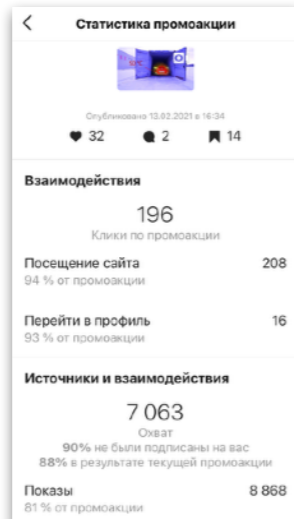 Статистика промоакции
Опубликовано 13.02.2021 в 16:34
32 2 14
Взаимодействия
196
Клики по промоакции
Посещение сайта 208
94 % от промоакции
Перейти в профиль 16
93 % от промоакции
Источники и взаимодействия
7 063
Охват
90% не были подписаны на вас
88% в результате текущей промоакции
Показы 8 868
81 % от промоакции